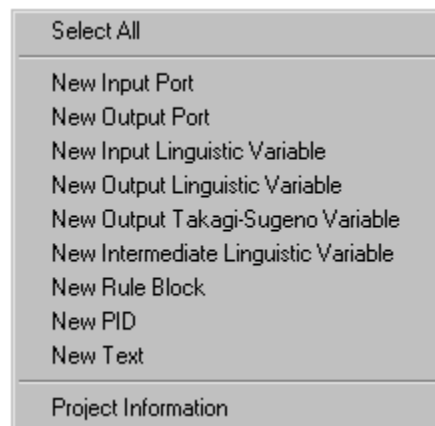 Select All
New Input Port
New Output Port
New Input Linguistic Variable
New Output Linguistic Variable
New Output Takagi-Sugeno Variable
New Intermediate Linguistic Variable
New Rule Block
New PID
New Text
Project Information